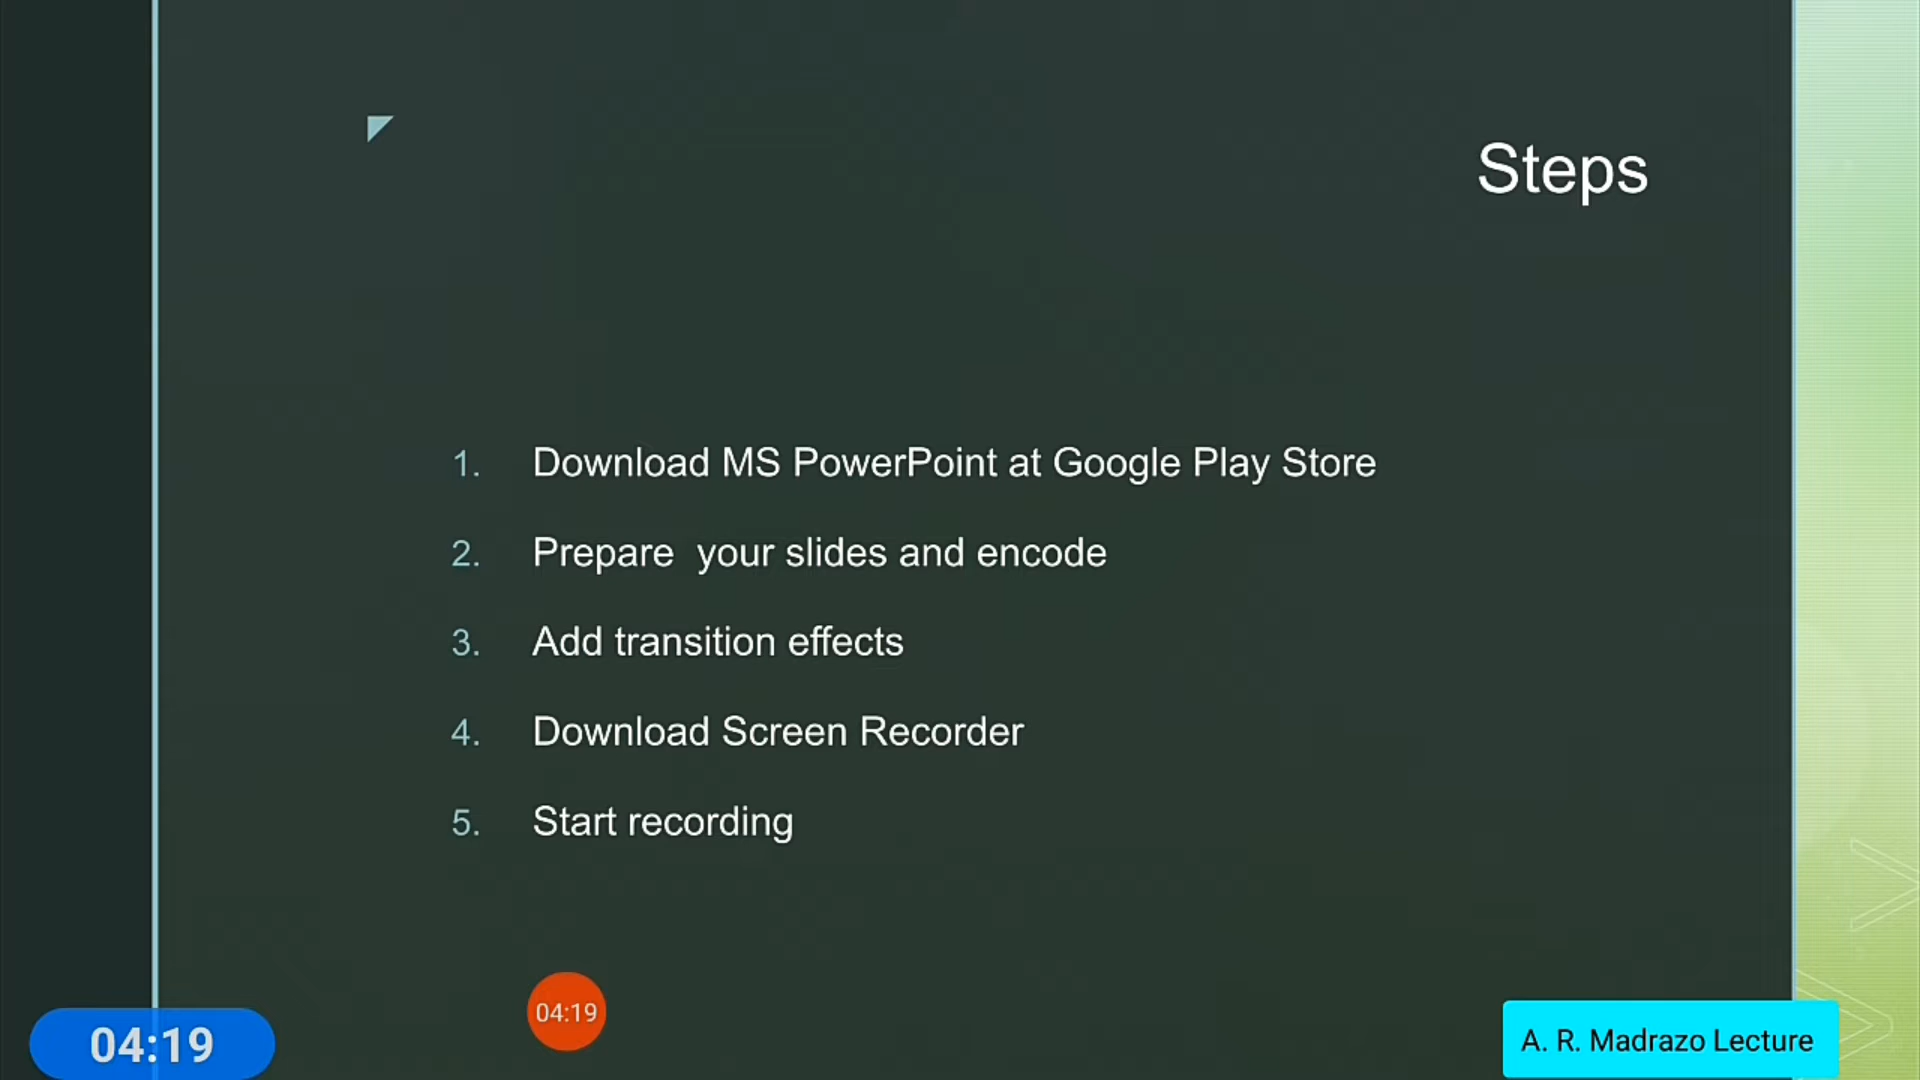 Steps
1. Download MS PowerPoint at Google Play Store
2. Prepare  your slides and encode
3. Add transition effects
4. Download Screen Recorder
5. Start recording
04:19
04:19
A. R. Madrazo Lecture